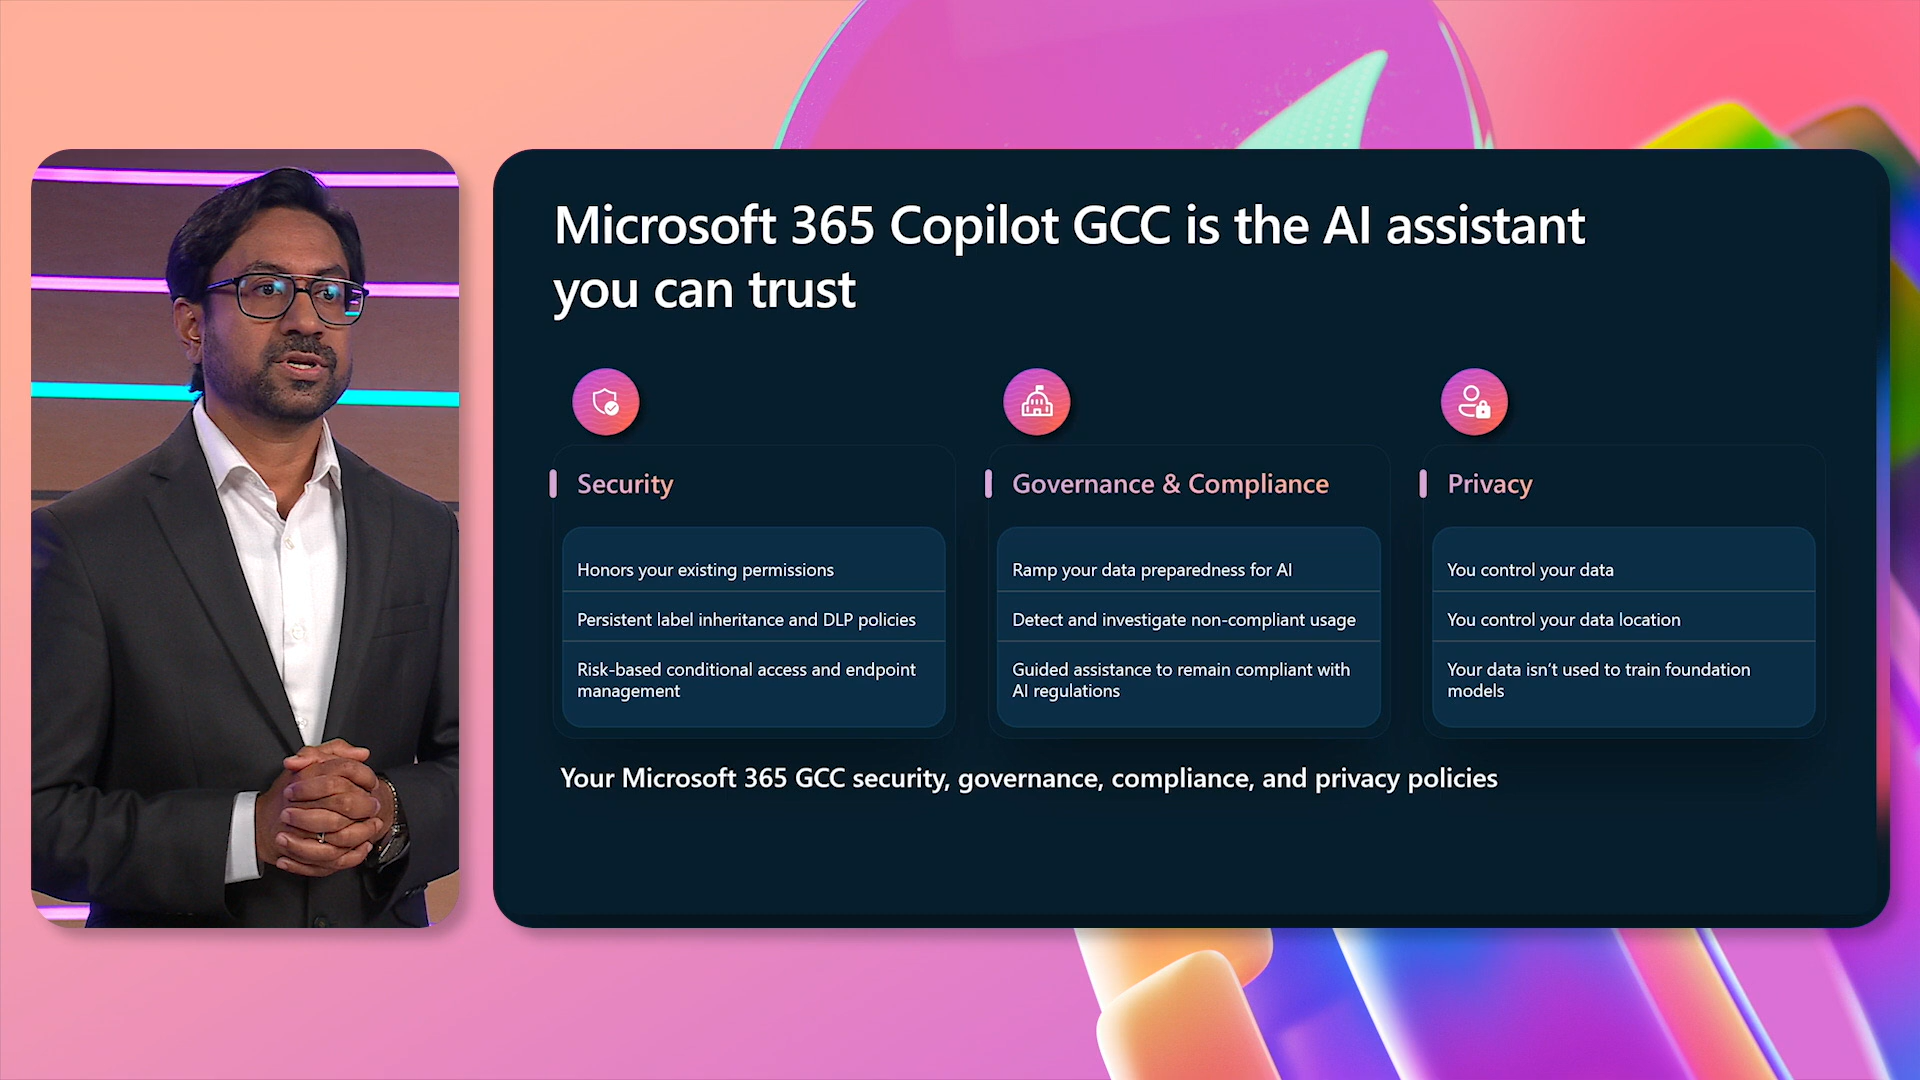 Microsoft 365 Copilot GCC is the AI assistant
you can trust
Security
Honors your existing permissions
Persistent label inheritance and DLP policies
Risk-based conditional access and endpoint
management
Governance & Compliance
Ramp your data preparedness for AI
Detect and investigate non-compliant usage
Guided assistance to remain compliant with
AI regulations
Privacy
You control your data
You control your data location
Your data isn’t used to train foundation
models
Your Microsoft 365 GCC security, governance, compliance, and privacy policies